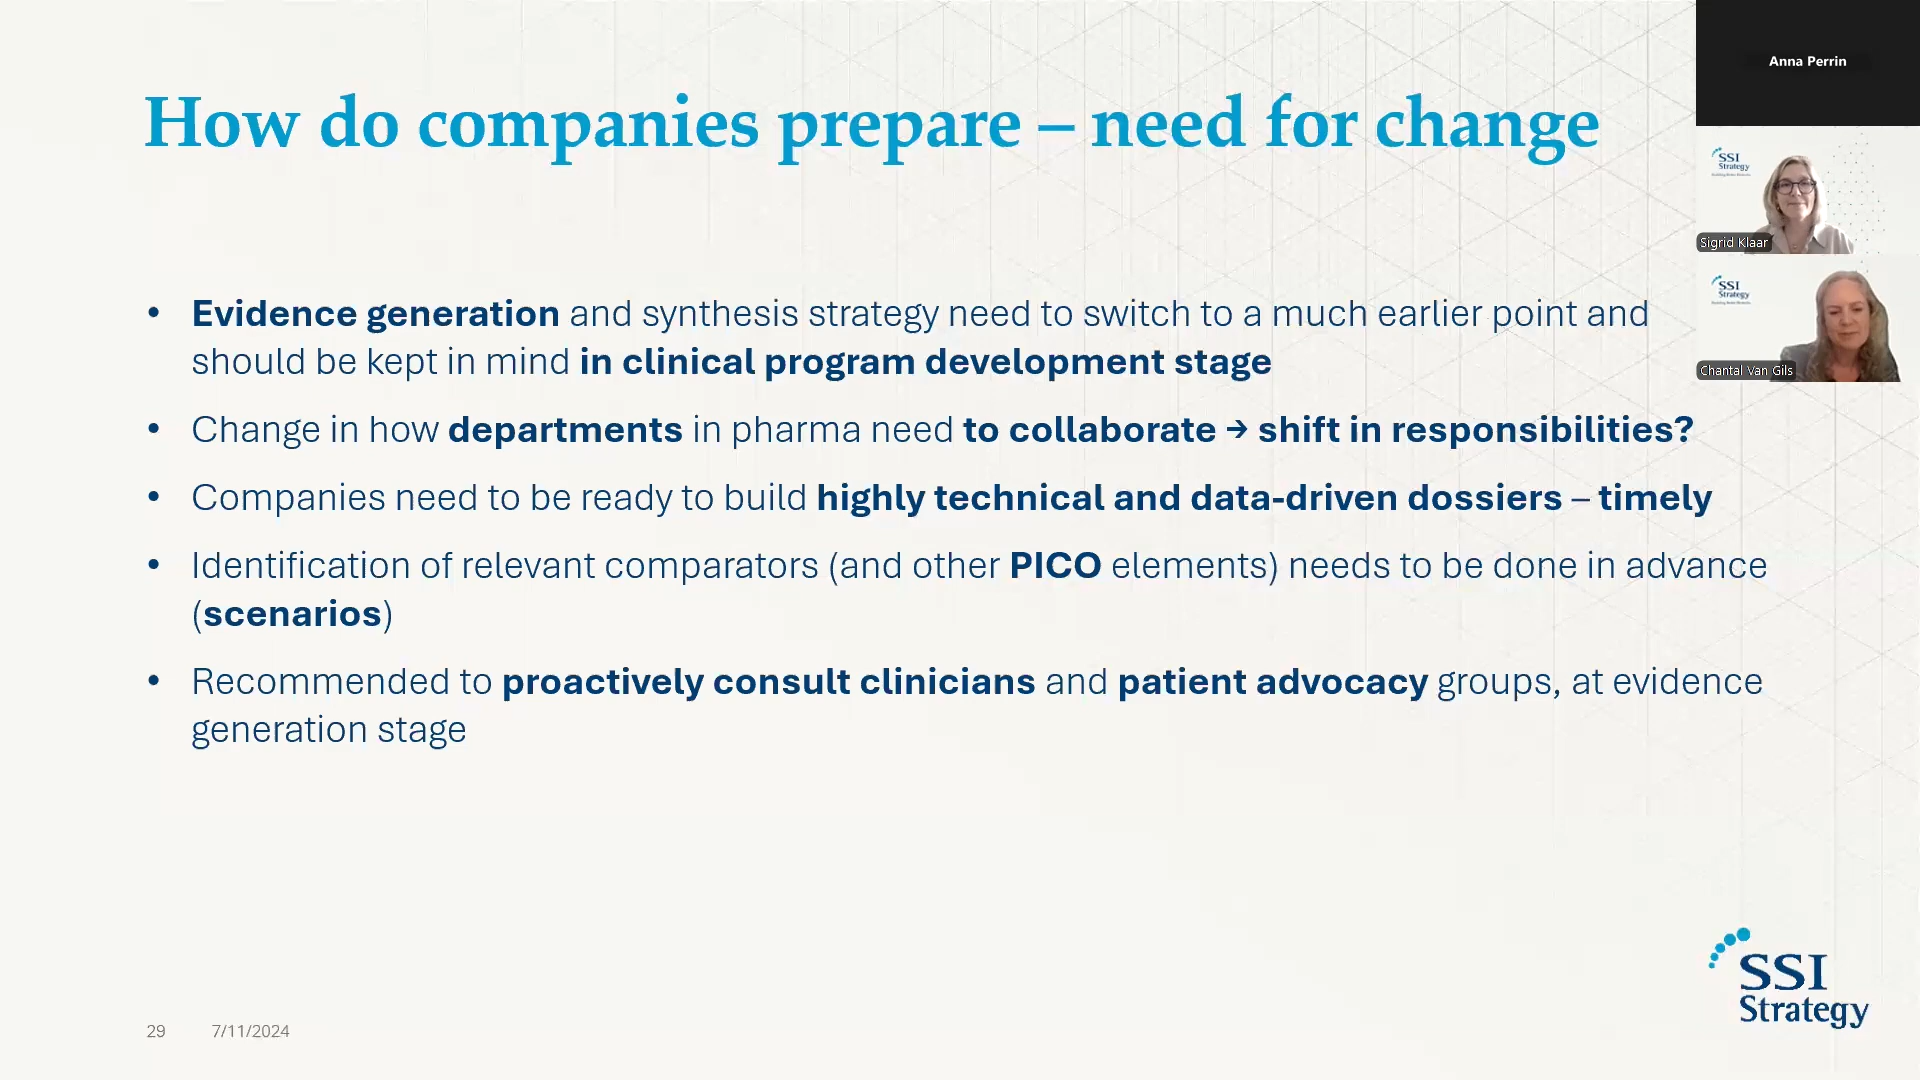 How do companies prepare – need for change
Anna Perrin
SSI
Strategy
Sigrid Klaar
SSI
Strategy
Chantal Van Gils
• Evidence generation and synthesis strategy need to switch to a much earlier point and
should be kept in mind in clinical program development stage
• Change in how departments in pharma need to collaborate → shift in responsibilities?
• Companies need to be ready to build highly technical and data-driven dossiers – timely
• Identification of relevant comparators (and other PICO elements) needs to be done in advance
(scenarios)
• Recommended to proactively consult clinicians and patient advocacy groups, at evidence
generation stage
SSI
Strategy
29 7/11/2024